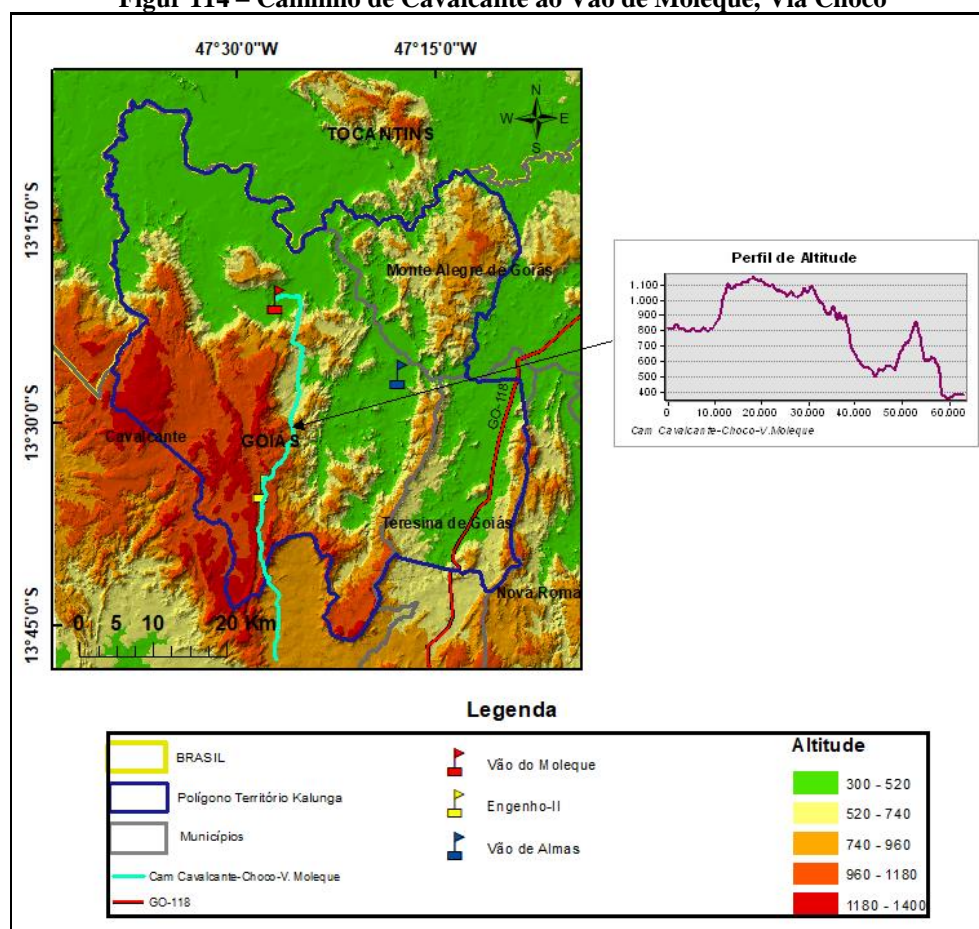 Figur 114 – Caminho de Cavalcante ao Vão de Moleque, Via Choco
47°30'0"W 47°15'0"W
N
W E
S
TOCANTINS
13°15'0"S
Monte Alegre de Goiás
13°30'0"S
Cavalcante
GOIÁS
GO-118
Teresina de Goiás
Nova Roma
13°45'0"S
0 5 10 20 Km
Perfil de Altitude
1.100
1.000
900
800
700
600
500
400
0 10.000 20.000 30.000 40.000 50.000 60.000
Cam Cavalcante-Choco-V.Moleque
Legenda
BRASIL
Polígono Território Kalunga
Municípios
Cam Cavalcante-Choco-V. Moleque
GO-118
Vão do Moleque
Engenho-II
Vão de Almas
Altitude
300 - 520
520 - 740
740 - 960
960 - 1180
1180 - 1400